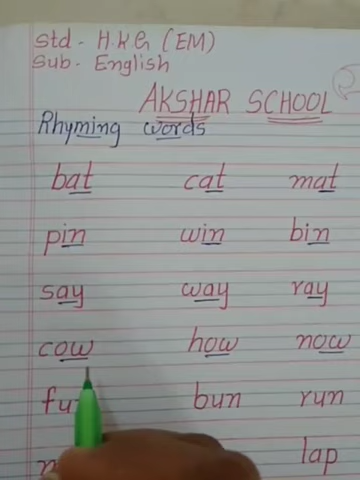 Std - H.KG (EM)
Sub - English
AKSHAR SCHOOL
Rhyming words
bat cat mat
pin win bin
say way ray
cow how now
bun run
lap